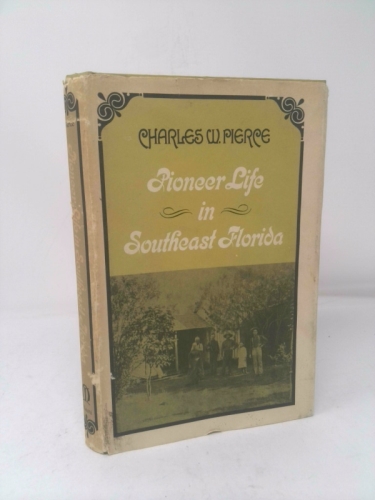 CHARLES W. PIERCE
Pioneer Life
in
Southeast Florida